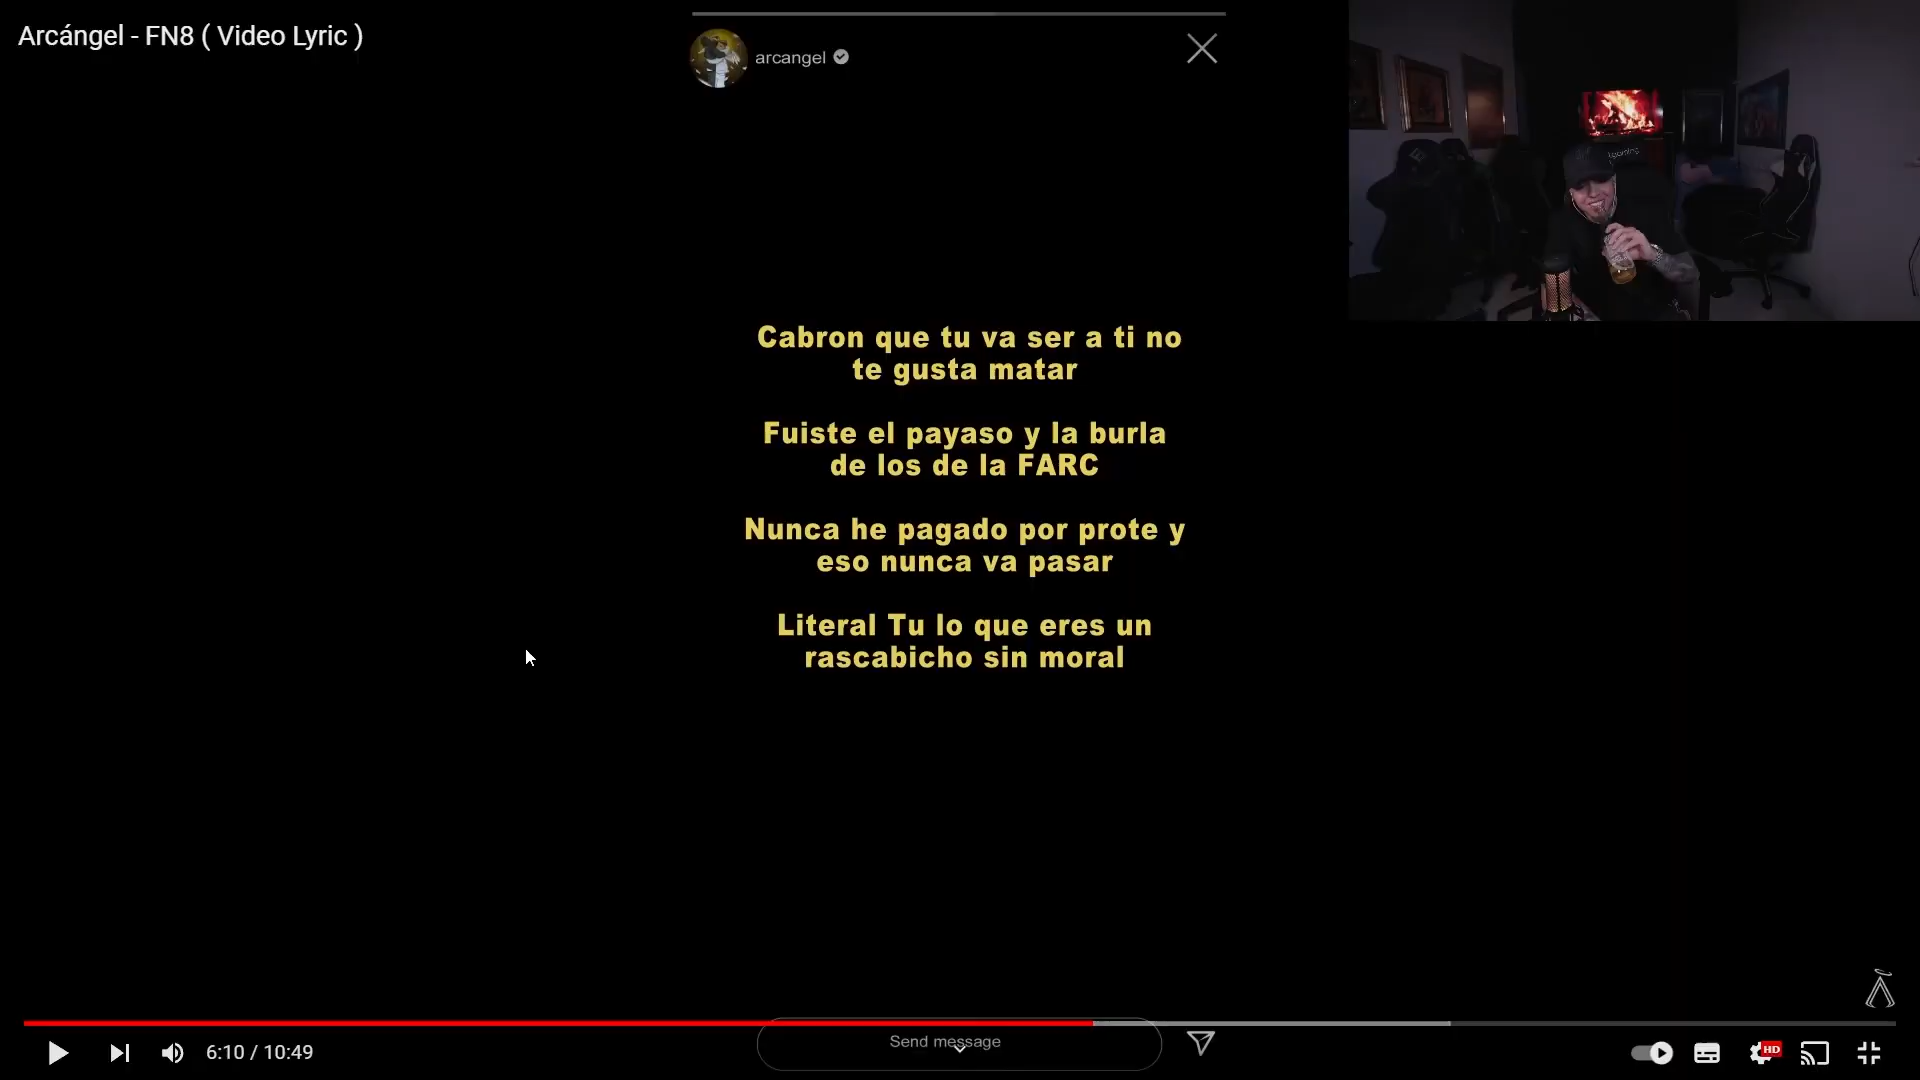 Arcángel - FN8 ( Video Lyric )
arcangel
Cabron que tu va ser a ti no
te gusta matar
Fuiste el payaso y la burla
de los de la FARC
Nunca he pagado por prote y
eso nunca va pasar
Literal Tu lo que eres un
rascabicho sin moral
Send message
6:10 / 10:49
HD